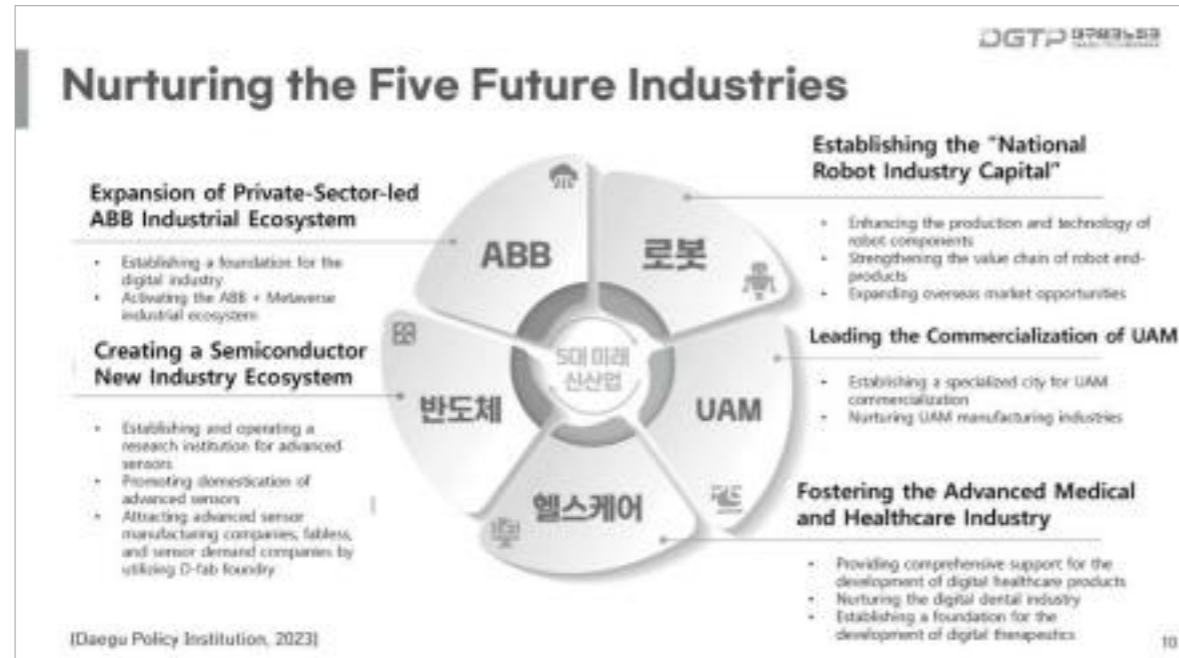 DGTP 대구테크노파크
Nurturing the Five Future Industries
Expansion of Private-Sector-led
ABB Industrial Ecosystem
• Establishing a foundation for the
digital industry
• Activating the ABB + Metaverse
industrial ecosystem
Creating a Semiconductor
New Industry Ecosystem
• Establishing and operating a
research institution for advanced
sensors
• Promoting domestication of
advanced sensors
• Attracting advanced sensor
manufacturing companies, fabless,
and sensor demand companies by
utilizing D-fab foundry
ABB
로봇
반도체
5대 미래
신산업
UAM
헬스케어
Establishing the "National
Robot Industry Capital"
• Enhancing the production and technology of
robot components
• Strengthening the value chain of robot end-
products
• Expanding overseas market opportunities
Leading the Commercialization of UAM
• Establishing a specialized city for UAM
commercialization
• Nurturing UAM manufacturing industries
Fostering the Advanced Medical
and Healthcare Industry
• Providing comprehensive support for the
development of digital healthcare products
• Nurturing the digital dental industry
• Establishing a foundation for the
development of digital therapeutics
(Daegu Policy Institution, 2023)
10